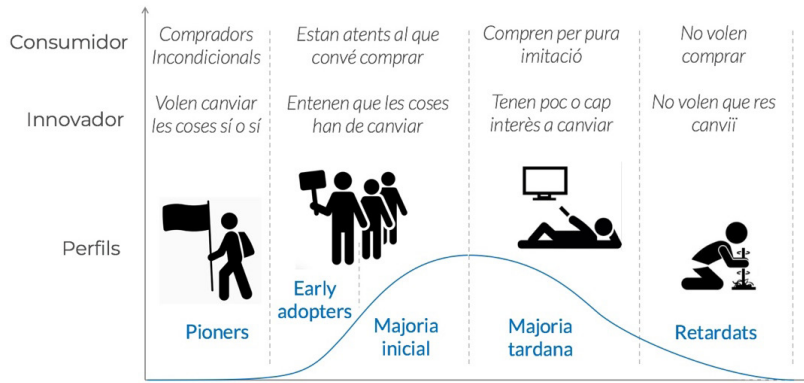 Consumidor
Compradors
Incondicionals
Estan atents al que
convé comprar
Compren per pura
imitació
No volen
comprar
Innovador
Volen canviar
les coses sí o sí
Entenen que les coses
han de canviar
Tenen poc o cap
interès a canviar
No volen que res
canviï
Perfils
Pioners
Early
adopters
Majoria
inicial
Majoria
tardana
Retardats